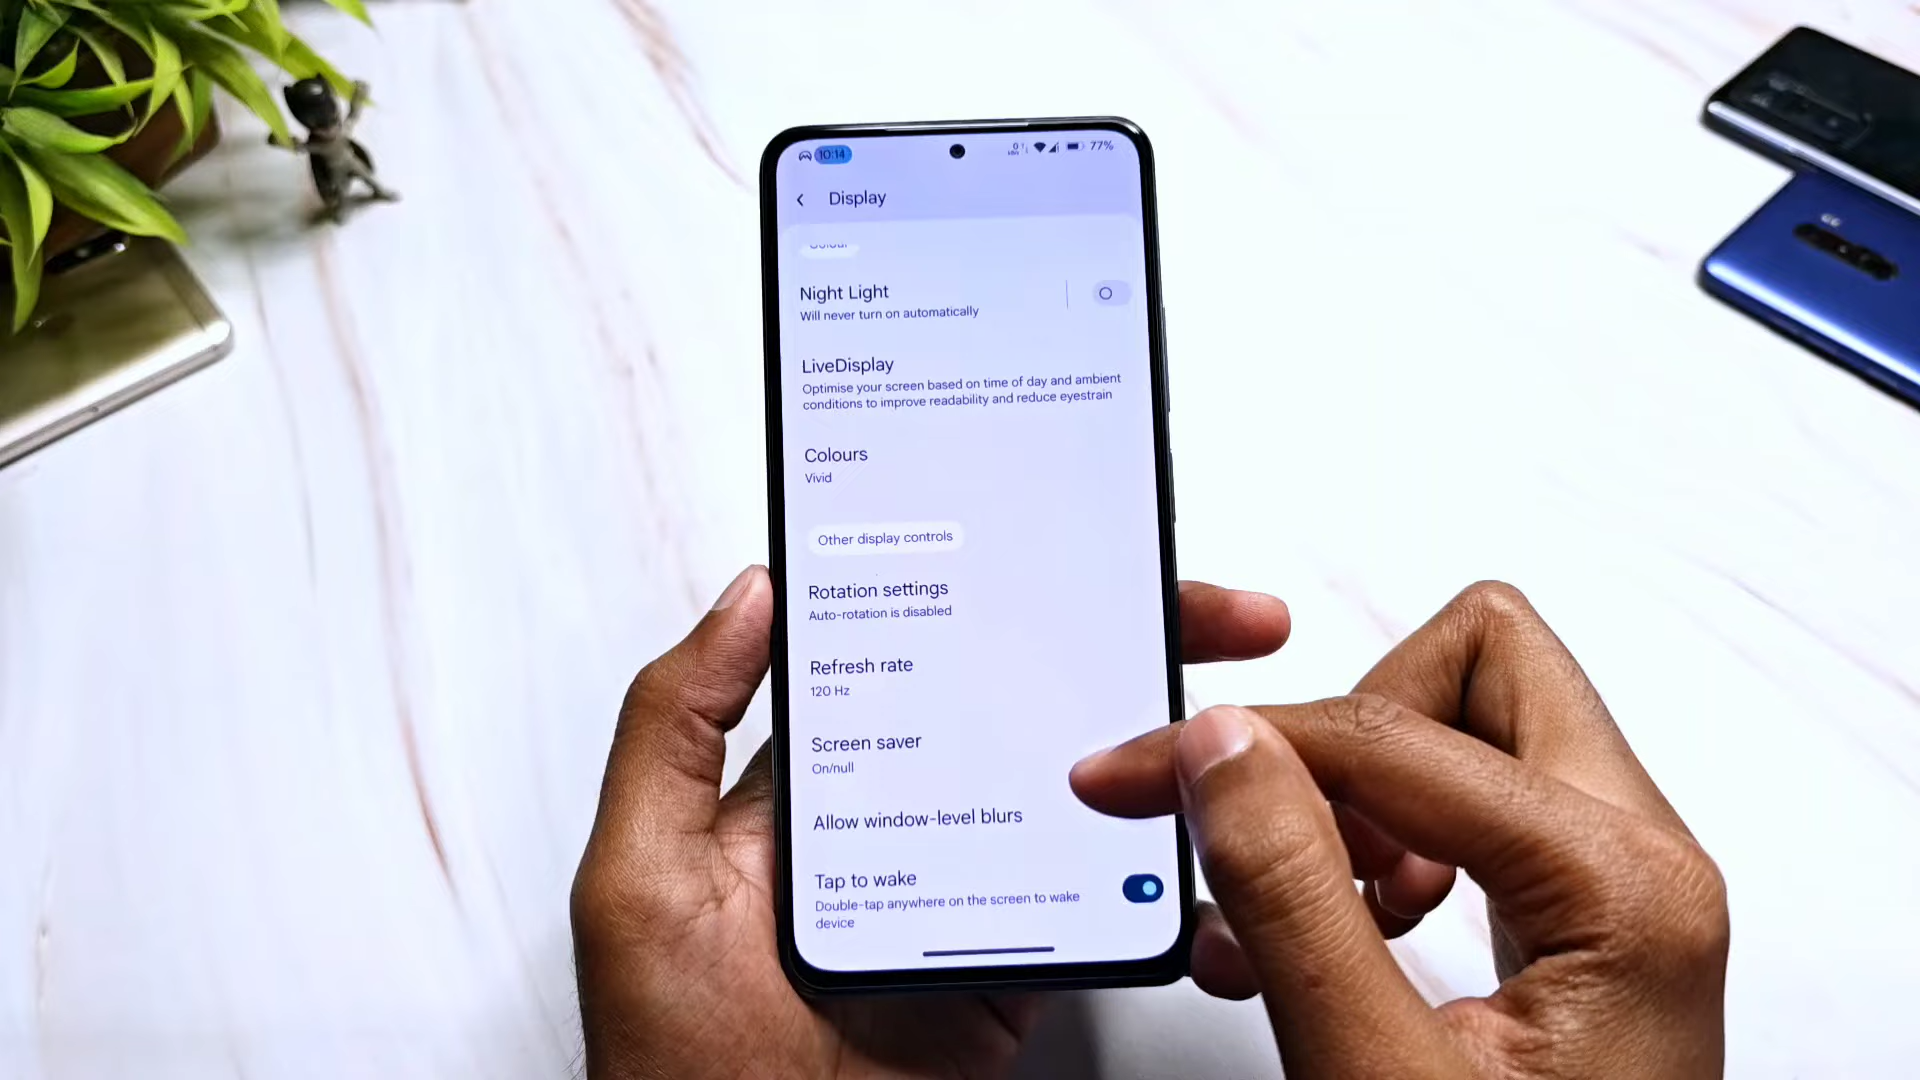 10:14
77%
Display
Colour
Night Light
Will never turn on automatically
LiveDisplay
Optimise your screen based on time of day and ambient
conditions to improve readability and reduce eyestrain
Colours
Vivid
Other display controls
Rotation settings
Auto-rotation is disabled
Refresh rate
120 Hz
Screen saver
On/null
Allow window-level blurs
Tap to wake
Double-tap anywhere on the screen to wake
device